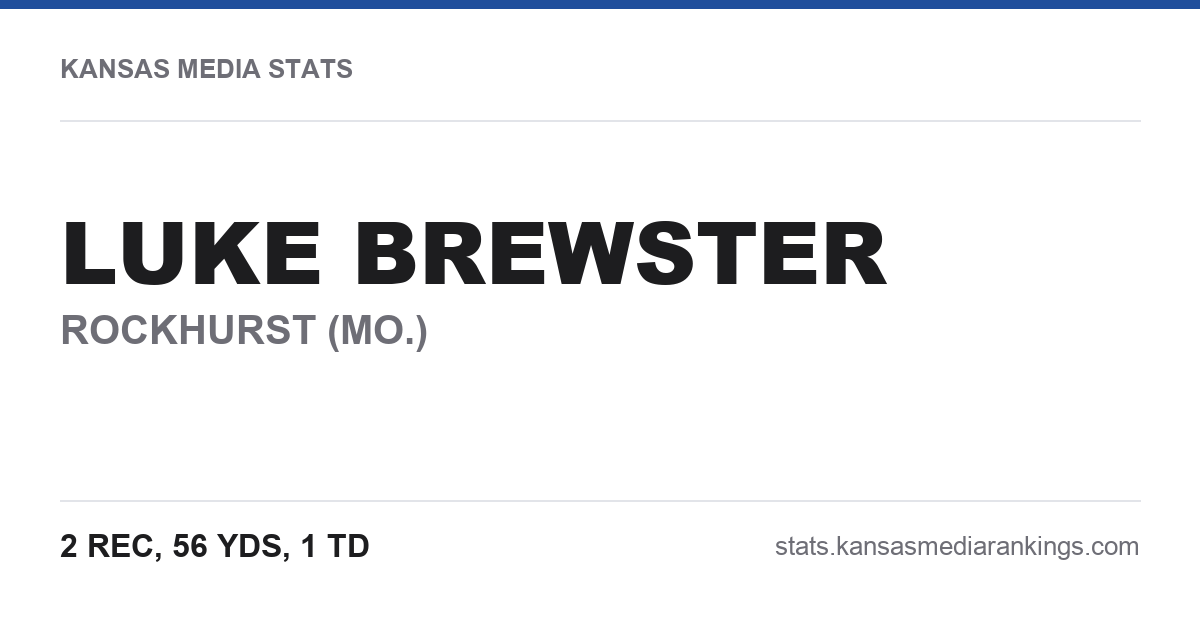 KANSAS MEDIA STATS
LUKE BREWSTER
ROCKHURST (MO.)
2 REC, 56 YDS, 1 TD
stats.kansasmediarankings.com